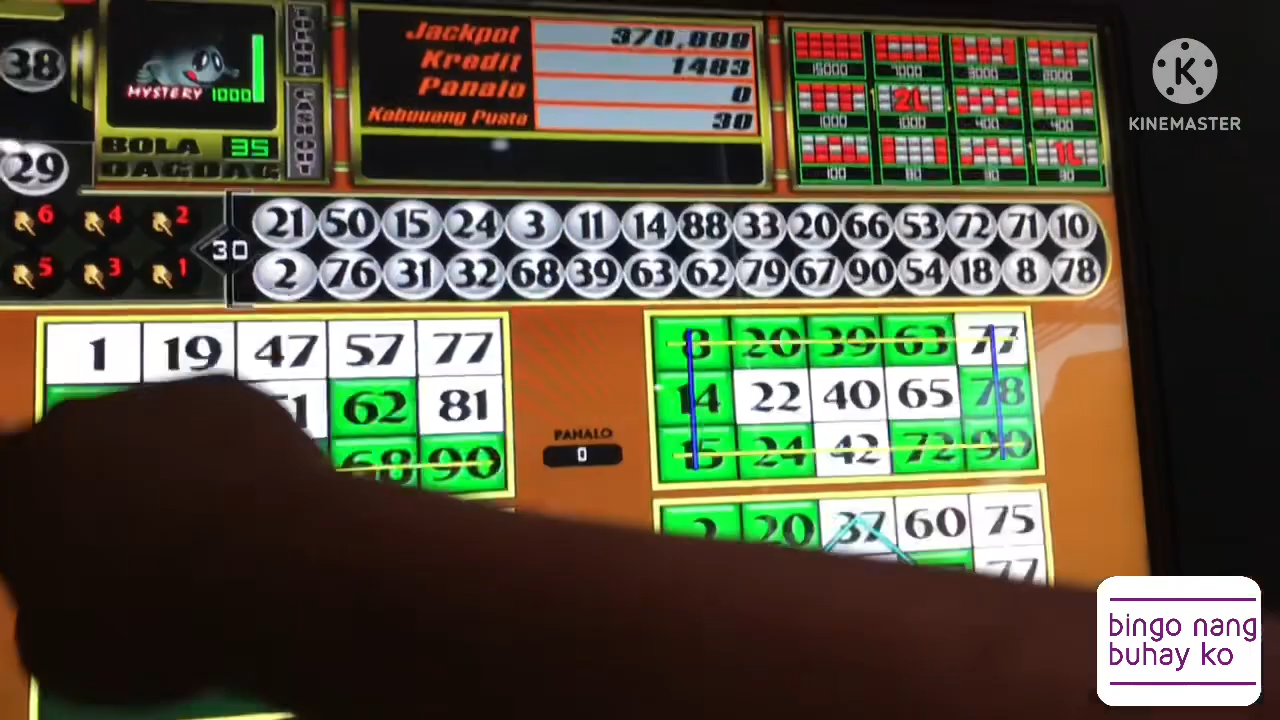 38
29
MYSTERY 1000
BOLA 35
DAGDAG
CASHOUT
Jackpot 370,899
Kredit 1483
Panalo 0
Kabuuang Pusta 30
15000 7000 3000 2000
1000 2L 1000 400 400
100 80 1L
KINEMASTER
6 4 2
5 3 1
30
21 50 15 24 3 11 14 88 33 20 66 53 72 71 10
2 76 31 32 68 39 63 62 79 67 90 54 18 8 78
1 19 47 57 77
62 81
68 90
PANALO
0
8 20 39 63 77
14 22 40 65 78
15 24 42 72 90
2 20 37 60 75
77
bingo nang
buhay ko